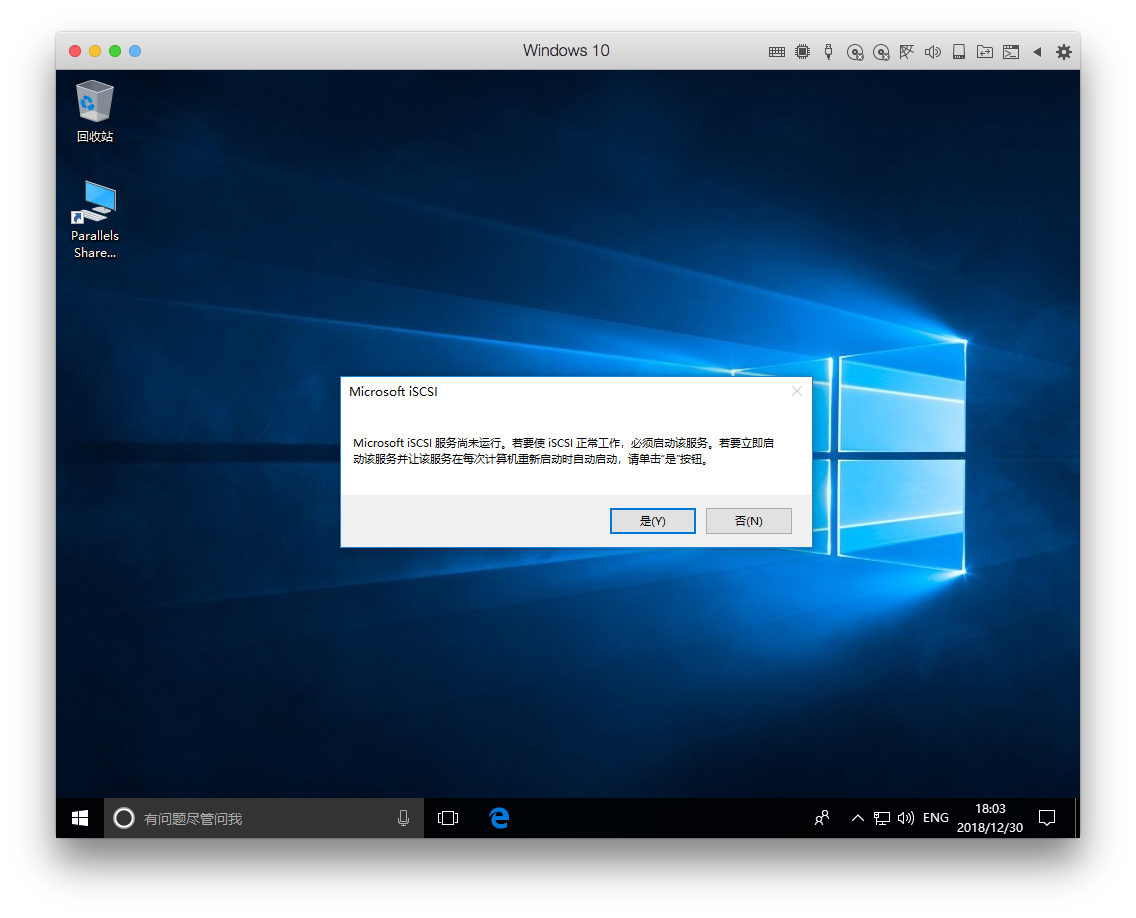 Windows 10
回收站
Parallels
Share...
Microsoft iSCSI
Microsoft iSCSI 服务尚未运行。若要使 iSCSI 正常工作，必须启动该服务。若要立即启
动该服务并让该服务在每次计算机重新启动时自动启动，请单击"是"按钮。
是(Y)
否(N)
有问题尽管问我
ENG
18:03
2018/12/30